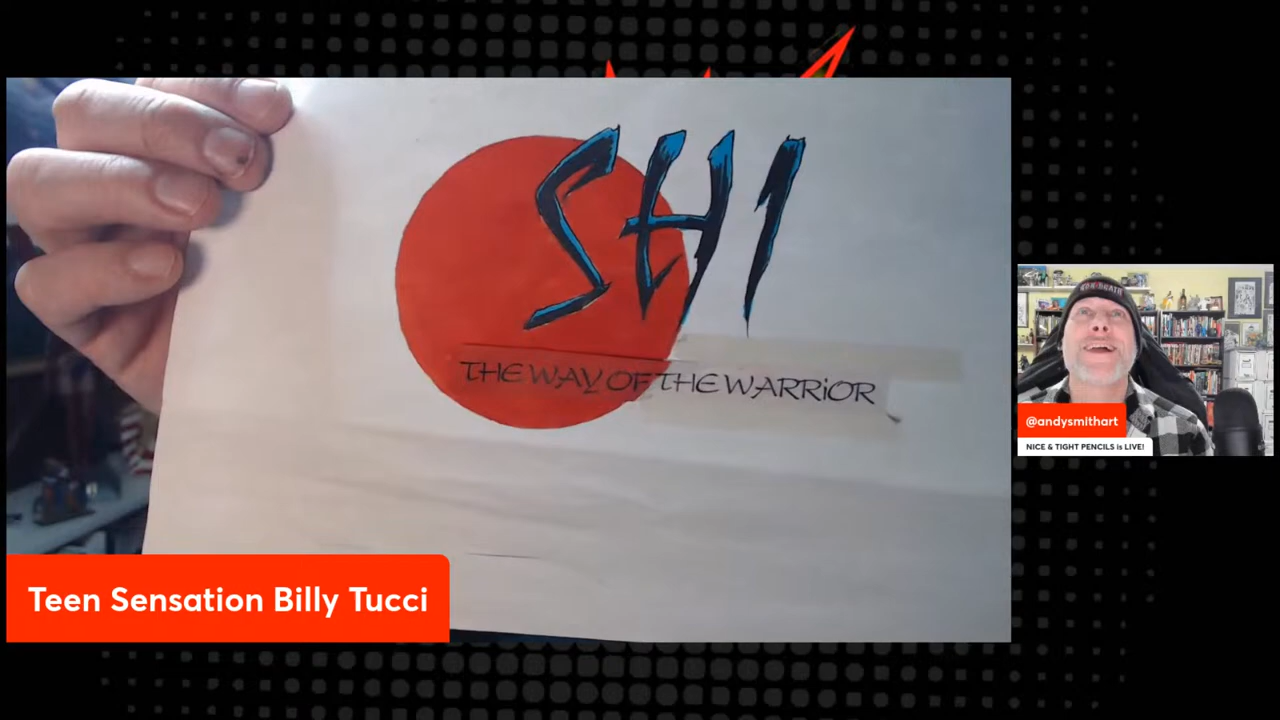 SHI
THE WAY OF THE WARRiOR
Teen Sensation Billy Tucci
@andysmithart
NICE & TIGHT PENCILS is LIVE!